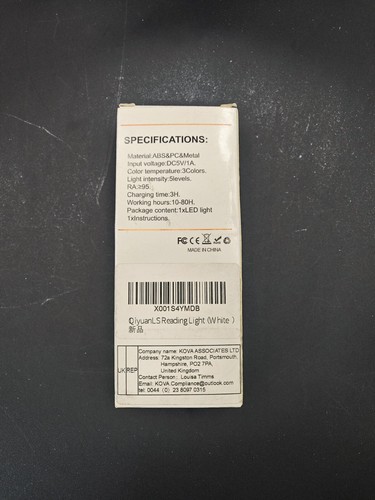 SPECIFICATIONS:
Material:ABS&PC&Metal
Input voltage:DC5V/1A.
Color temperature:3Colors.
Light intensity:5levels.
RA:≥95.
Charging time:3H.
Working hours:10-80H.
Package content:1xLED light
1xInstructions.
FC CE
MADE IN CHINA
X001S4YMDB
QiyuanLS Reading Light (White )
新品
UK REP
Company name: KOVA ASSOCIATES LTD
Address: 72a Kingston Road, Portsmouth,
Hampshire, PO2 7PA,
United Kingdom
Contact Person: : Louisa Timms
Email: KOVA.Compliance@outlook.com
tel: 0044（0）23 8097 0315